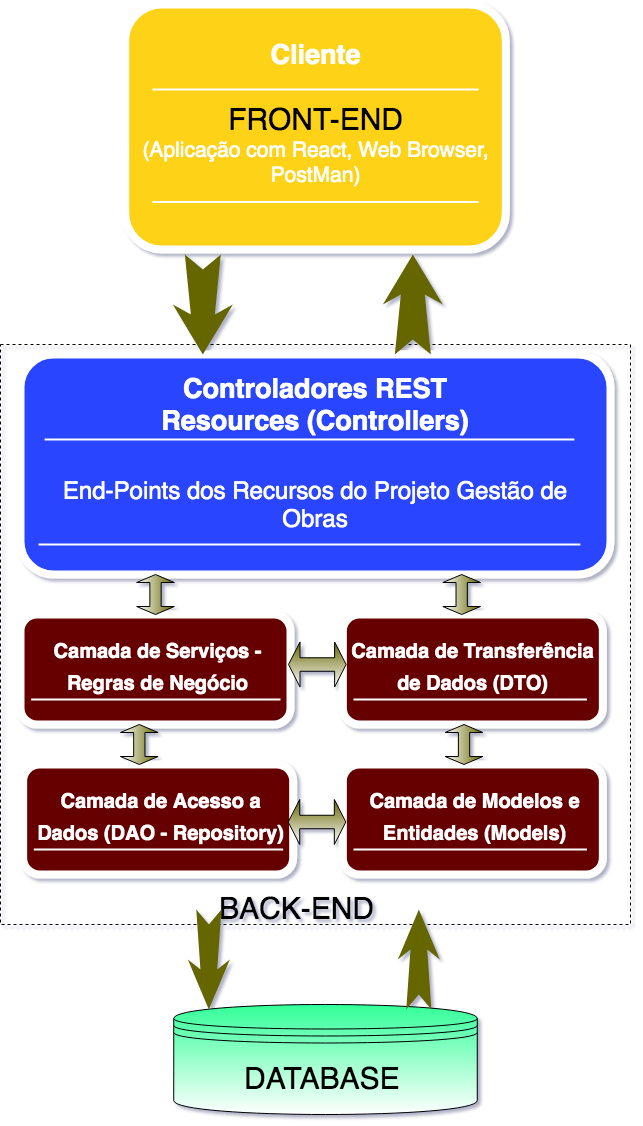 Cliente
FRONT-END
(Aplicação com React, Web Browser,
PostMan)
Controladores REST
Resources (Controllers)
End-Points dos Recursos do Projeto Gestão de
Obras
Camada de Serviços -
Regras de Negócio
Camada de Transferência
de Dados (DTO)
Camada de Acesso a
Dados (DAO - Repository)
Camada de Modelos e
Entidades (Models)
BACK-END
DATABASE